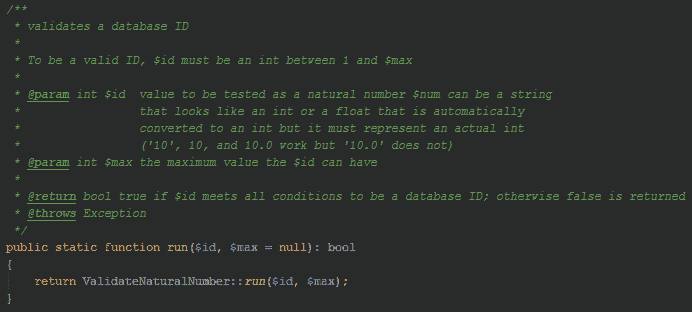 /**
 * validates a database ID
 *
 * To be a valid ID, $id must be an int between 1 and $max
 *
 * @param int $id  value to be tested as a natural number $num can be a string
 *                 that looks like an int or a float that is automatically
 *                 converted to an int but it must represent an actual int
 *                 ('10', 10, and 10.0 work but '10.0' does not)
 * @param int $max the maximum value the $id can have
 *
 * @return bool true if $id meets all conditions to be a database ID; otherwise false is returned
 * @throws Exception
 */
public static function run($id, $max = null): bool
{
    return ValidateNaturalNumber::run($id, $max);
}